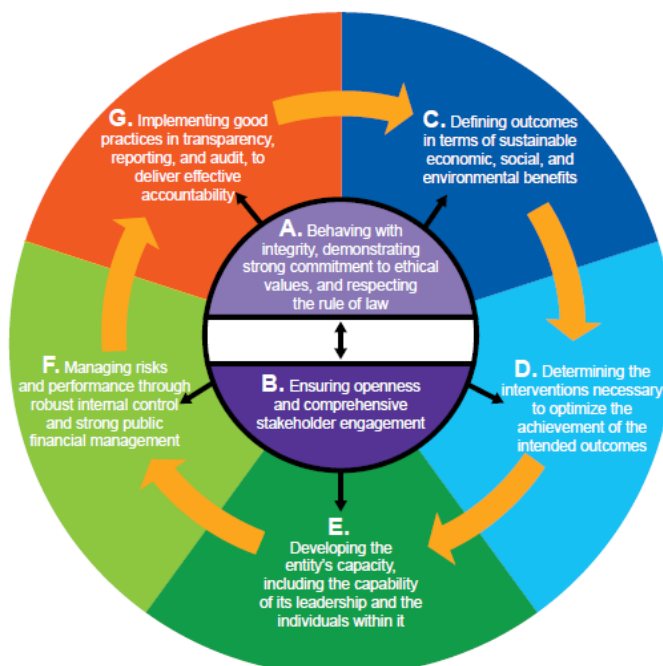 G. Implementing good
practices in transparency,
reporting, and audit, to
deliver effective
accountability
C. Defining outcomes
in terms of sustainable
economic, social, and
environmental benefits
A. Behaving with
integrity, demonstrating
strong commitment to ethical
values, and respecting
the rule of law
B. Ensuring openness
and comprehensive
stakeholder engagement
F. Managing risks
and performance through
robust internal control
and strong public
financial management
D. Determining the
interventions necessary
to optimize the
achievement of the
intended outcomes
E.
Developing the
entity's capacity,
including the capability
of its leadership and the
individuals within it